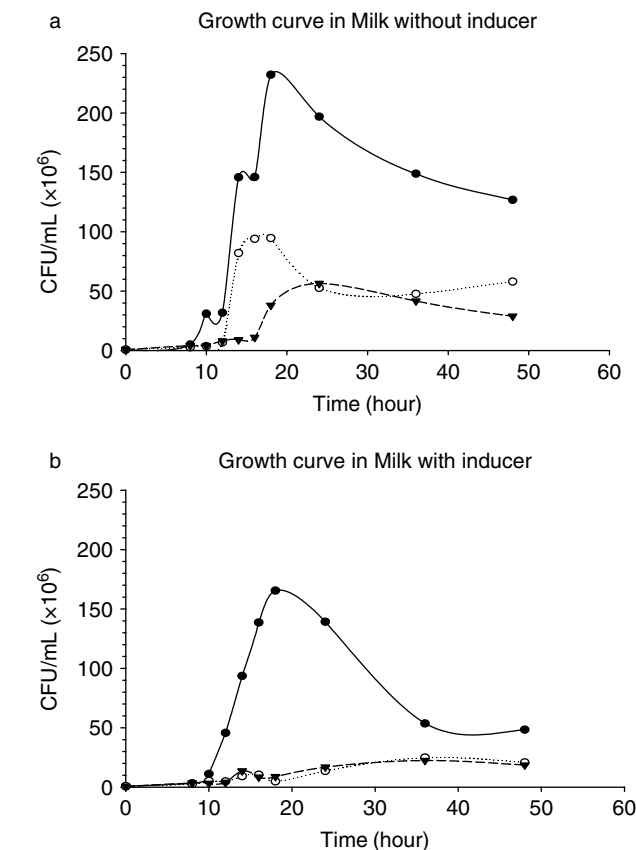 a
Growth curve in Milk without inducer
250
200
150
100
50
0
CFU/mL (×10⁶)
0 10 20 30 40 50 60
Time (hour)
b
Growth curve in Milk with inducer
250
200
150
100
50
0
CFU/mL (×10⁶)
0 10 20 30 40 50 60
Time (hour)